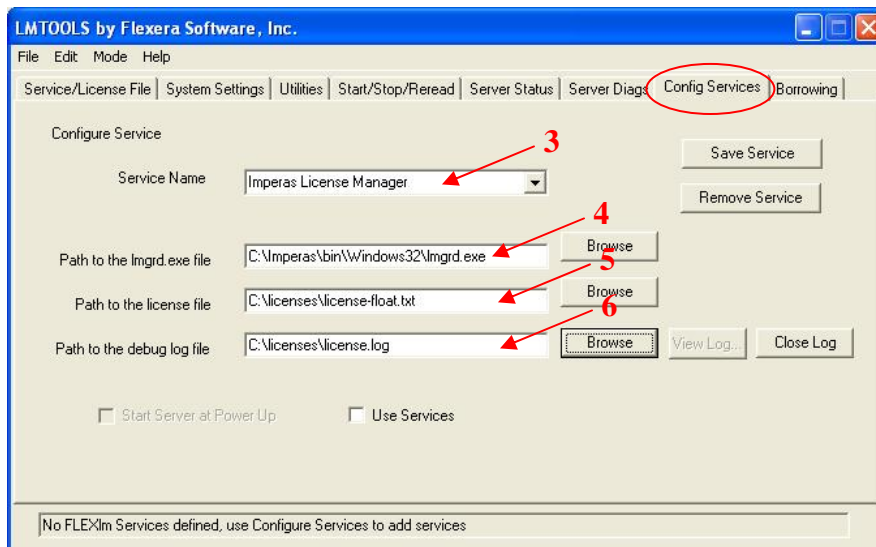 LMTOOLS by Flexera Software, Inc.
File Edit Mode Help
Service/License File System Settings Utilities Start/Stop/Reread Server Status Server Diags Config Services Borrowing
Configure Service
3
Save Service
Service Name Imperas License Manager
Remove Service
4
Path to the lmgrd.exe file C:\Imperas\bin\Windows32\lmgrd.exe Browse
5
Path to the license file C:\licenses\license-float.txt Browse
6
Path to the debug log file C:\licenses\license.log Browse View Log... Close Log
Start Server at Power Up Use Services
No FLEXlm Services defined, use Configure Services to add services